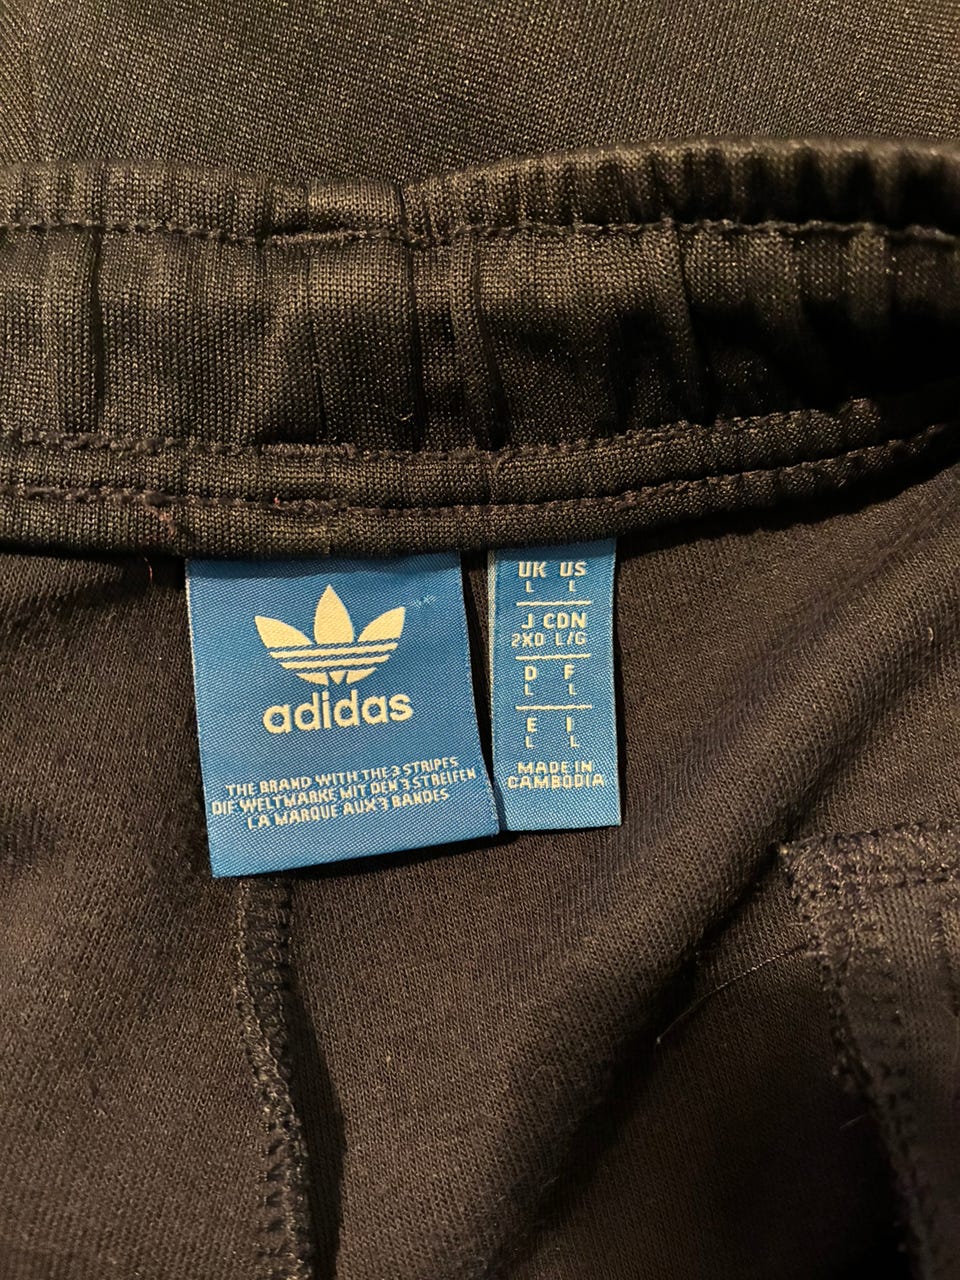 adidas
THE BRAND WITH THE 3 STRIPES
DIE WELTMARKE MIT DEN 3 STREIFEN
LA MARQUE AUX 3 BANDES
UK US
L L
J CDN
2XO L/G
D F
L L
E I
L L
MADE IN
CAMBODIA